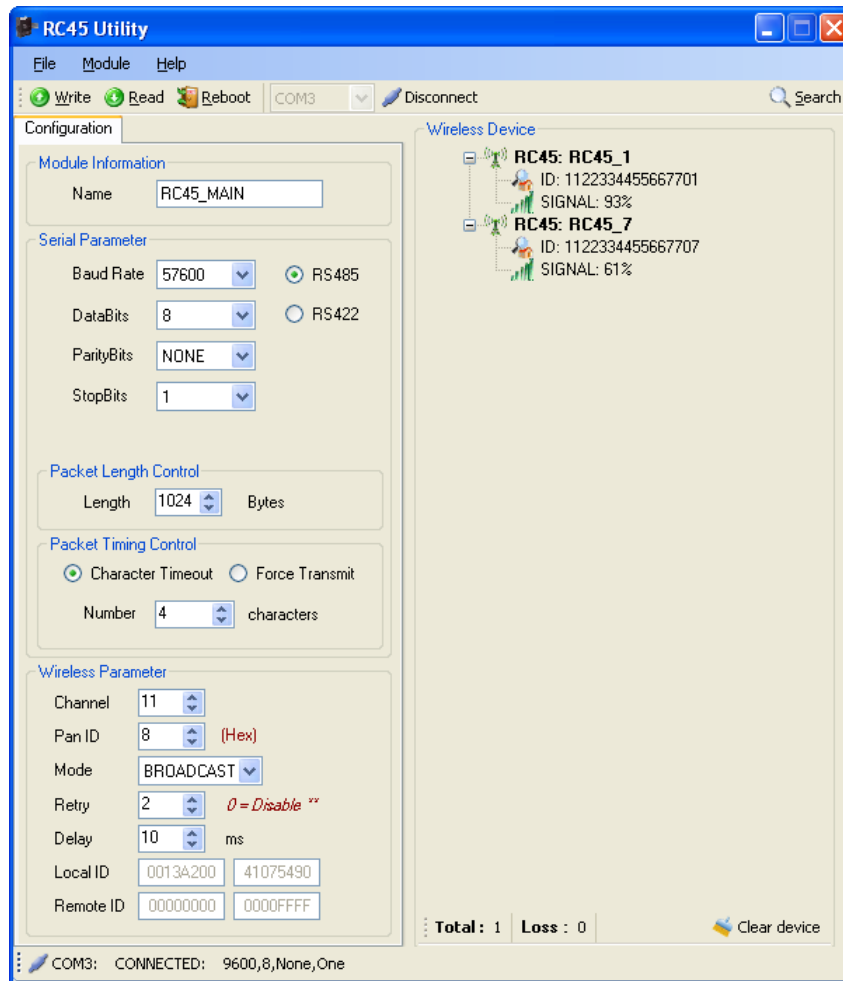 RC45 Utility
File Module Help
Write Read Reboot COM3 Disconnect Search
Configuration
Module Information
Name RC45_MAIN
Serial Parameter
Baud Rate 57600 RS485
DataBits 8 RS422
ParityBits NONE
StopBits 1
Packet Length Control
Length 1024 Bytes
Packet Timing Control
Character Timeout Force Transmit
Number 4 characters
Wireless Parameter
Channel 11
Pan ID 8 (Hex)
Mode BROADCAST
Retry 2 0 = Disable **
Delay 10 ms
Local ID 0013A200 41075490
Remote ID 00000000 0000FFFF
Wireless Device
RC45: RC45_1
ID: 1122334455667701
SIGNAL: 93%
RC45: RC45_7
ID: 1122334455667707
SIGNAL: 61%
Total : 1 Loss : 0 Clear device
COM3: CONNECTED: 9600,8,None,One